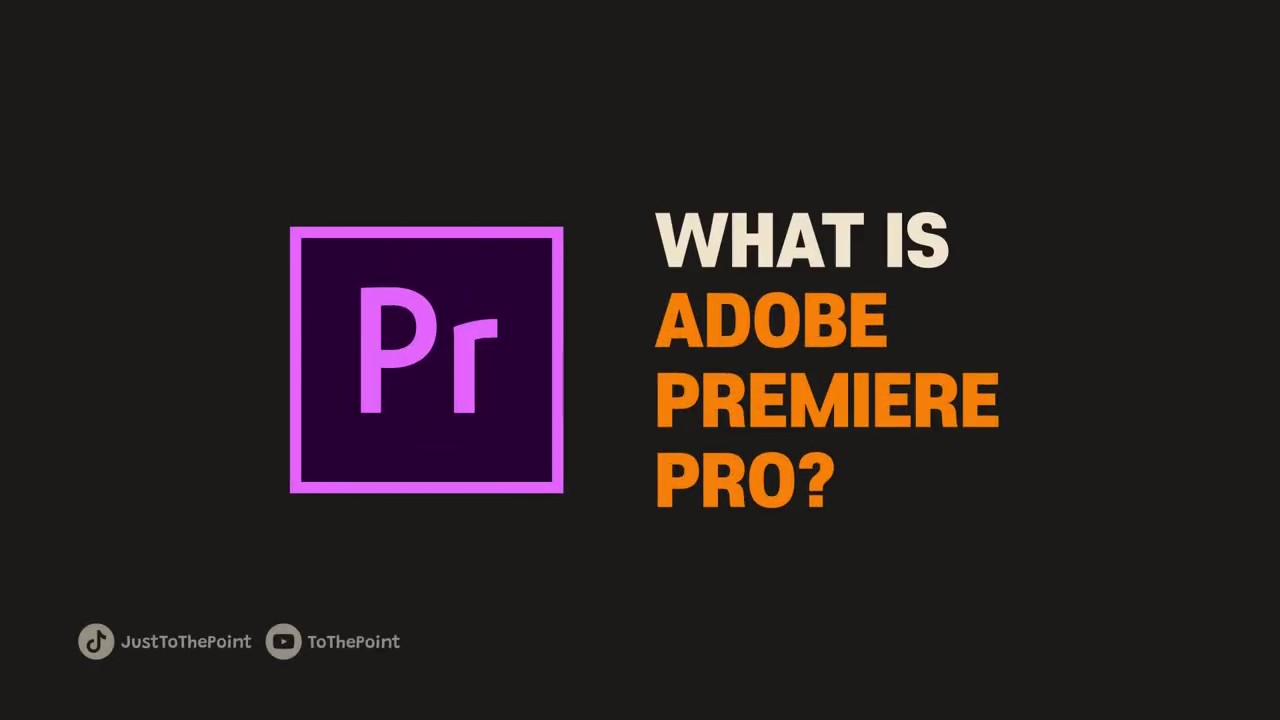 Pr
WHAT IS
ADOBE
PREMIERE
PRO?
JustToThePoint
ToThePoint